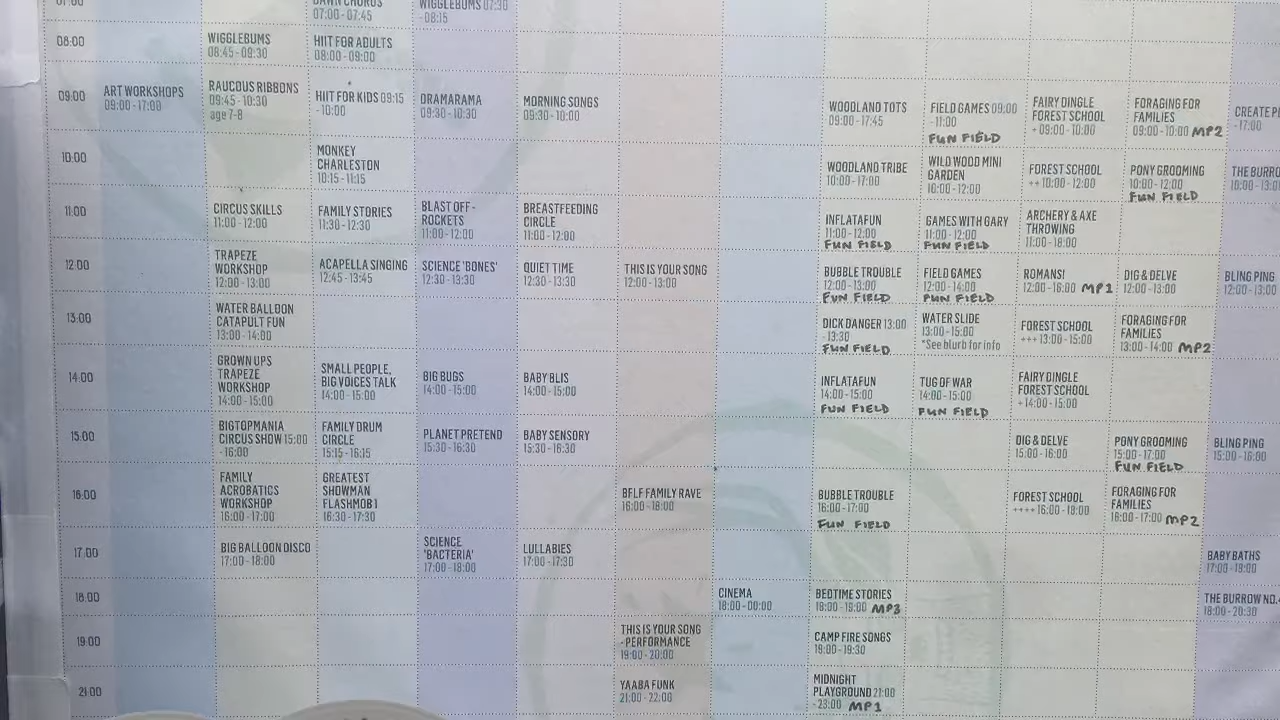 07:00
DAWN CHORUS
07:00 - 07:45
WIGGLEBUMS 07:30
- 08:15
08:00
WIGGLEBUMS
08:45 - 09:30
HIIT FOR ADULTS
08:00 - 09:00
09:00
ART WORKSHOPS
09:00 - 17:00
RAUCOUS RIBBONS
09:45 - 10:30
age 7-8
HIIT FOR KIDS 09:15
- 10:00
DRAMARAMA
09:30 - 10:30
MORNING SONGS
09:30 - 10:00
WOODLAND TOTS
09:00 - 17:45
FIELD GAMES 09:00
- 11:00
FUN FIELD
FAIRY DINGLE
FOREST SCHOOL
+ 09:00 - 10:00
FORAGING FOR
FAMILIES
09:00 - 10:00 MP2
CREATE
- 17:00
10:00
MONKEY
CHARLESTON
10:15 - 11:15
WOODLAND TRIBE
10:00 - 17:00
WILD WOOD MINI
GARDEN
10:00 - 12:00
FOREST SCHOOL
++ 10:00 - 12:00
PONY GROOMING
10:00 - 12:00
FUN FIELD
THE BURRO
10:00 - 13:0
11:00
CIRCUS SKILLS
11:00 - 12:00
FAMILY STORIES
11:30 - 12:30
BLAST OFF -
ROCKETS
11:00 - 12:00
BREASTFEEDING
CIRCLE
11:00 - 12:00
INFLATAFUN
11:00 - 12:00
FUN FIELD
GAMES WITH GARY
11:00 - 12:00
FUN FIELD
ARCHERY & AXE
THROWING
11:00 - 18:00
12:00
TRAPEZE
WORKSHOP
12:00 - 13:00
ACAPELLA SINGING
12:45 - 13:45
SCIENCE 'BONES'
12:30 - 13:30
QUIET TIME
12:30 - 13:30
THIS IS YOUR SONG
12:00 - 13:00
BUBBLE TROUBLE
12:00 - 13:00
FUN FIELD
FIELD GAMES
12:00 - 14:00
FUN FIELD
ROMANS!
12:00 - 16:00 MP1
DIG & DELVE
12:00 - 13:00
BLING PING
12:00 - 13:00
13:00
WATER BALLOON
CATAPULT FUN
13:00 - 14:00
DICK DANGER 13:00
- 13:30
FUN FIELD
WATER SLIDE
13:00 - 15:00
*See blurb for info
FOREST SCHOOL
+++ 13:00 - 15:00
FORAGING FOR
FAMILIES
13:00 - 14:00 MP2
14:00
GROWN UPS
TRAPEZE
WORKSHOP
14:00 - 15:00
SMALL PEOPLE,
BIG VOICES TALK
14:00 - 15:00
BIG BUGS
14:00 - 15:00
BABY BLIS
14:00 - 15:00
INFLATAFUN
14:00 - 15:00
FUN FIELD
TUG OF WAR
14:00 - 15:00
FUN FIELD
FAIRY DINGLE
FOREST SCHOOL
+ 14:00 - 15:00
15:00
BIGTOPMANIA
CIRCUS SHOW 15:00
- 16:00
FAMILY DRUM
CIRCLE
15:15 - 16:15
PLANET PRETEND
15:30 - 16:30
BABY SENSORY
15:30 - 16:30
DIG & DELVE
15:00 - 16:00
PONY GROOMING
15:00 - 17:00
FUN FIELD
BLING PING
15:00 - 16:00
16:00
FAMILY
ACROBATICS
WORKSHOP
16:00 - 17:00
GREATEST
SHOWMAN
FLASHMOB 1
16:30 - 17:30
BFLF FAMILY RAVE
16:00 - 18:00
BUBBLE TROUBLE
16:00 - 17:00
FUN FIELD
FOREST SCHOOL
++++ 16:00 - 18:00
FORAGING FOR
FAMILIES
16:00 - 17:00 MP2
17:00
BIG BALLOON DISCO
17:00 - 18:00
SCIENCE
'BACTERIA'
17:00 - 18:00
LULLABIES
17:00 - 17:30
BABY BATHS
17:00 - 19:00
18:00
CINEMA
18:00 - 00:00
BEDTIME STORIES
18:00 - 19:00 MP3
THE BURROW NO.
18:00 - 20:30
19:00
THIS IS YOUR SONG
- PERFORMANCE
19:00 - 20:00
CAMP FIRE SONGS
19:00 - 19:30
21:00
YAABA FUNK
21:00 - 22:00
MIDNIGHT
PLAYGROUND 21:00
- 23:00 MP1